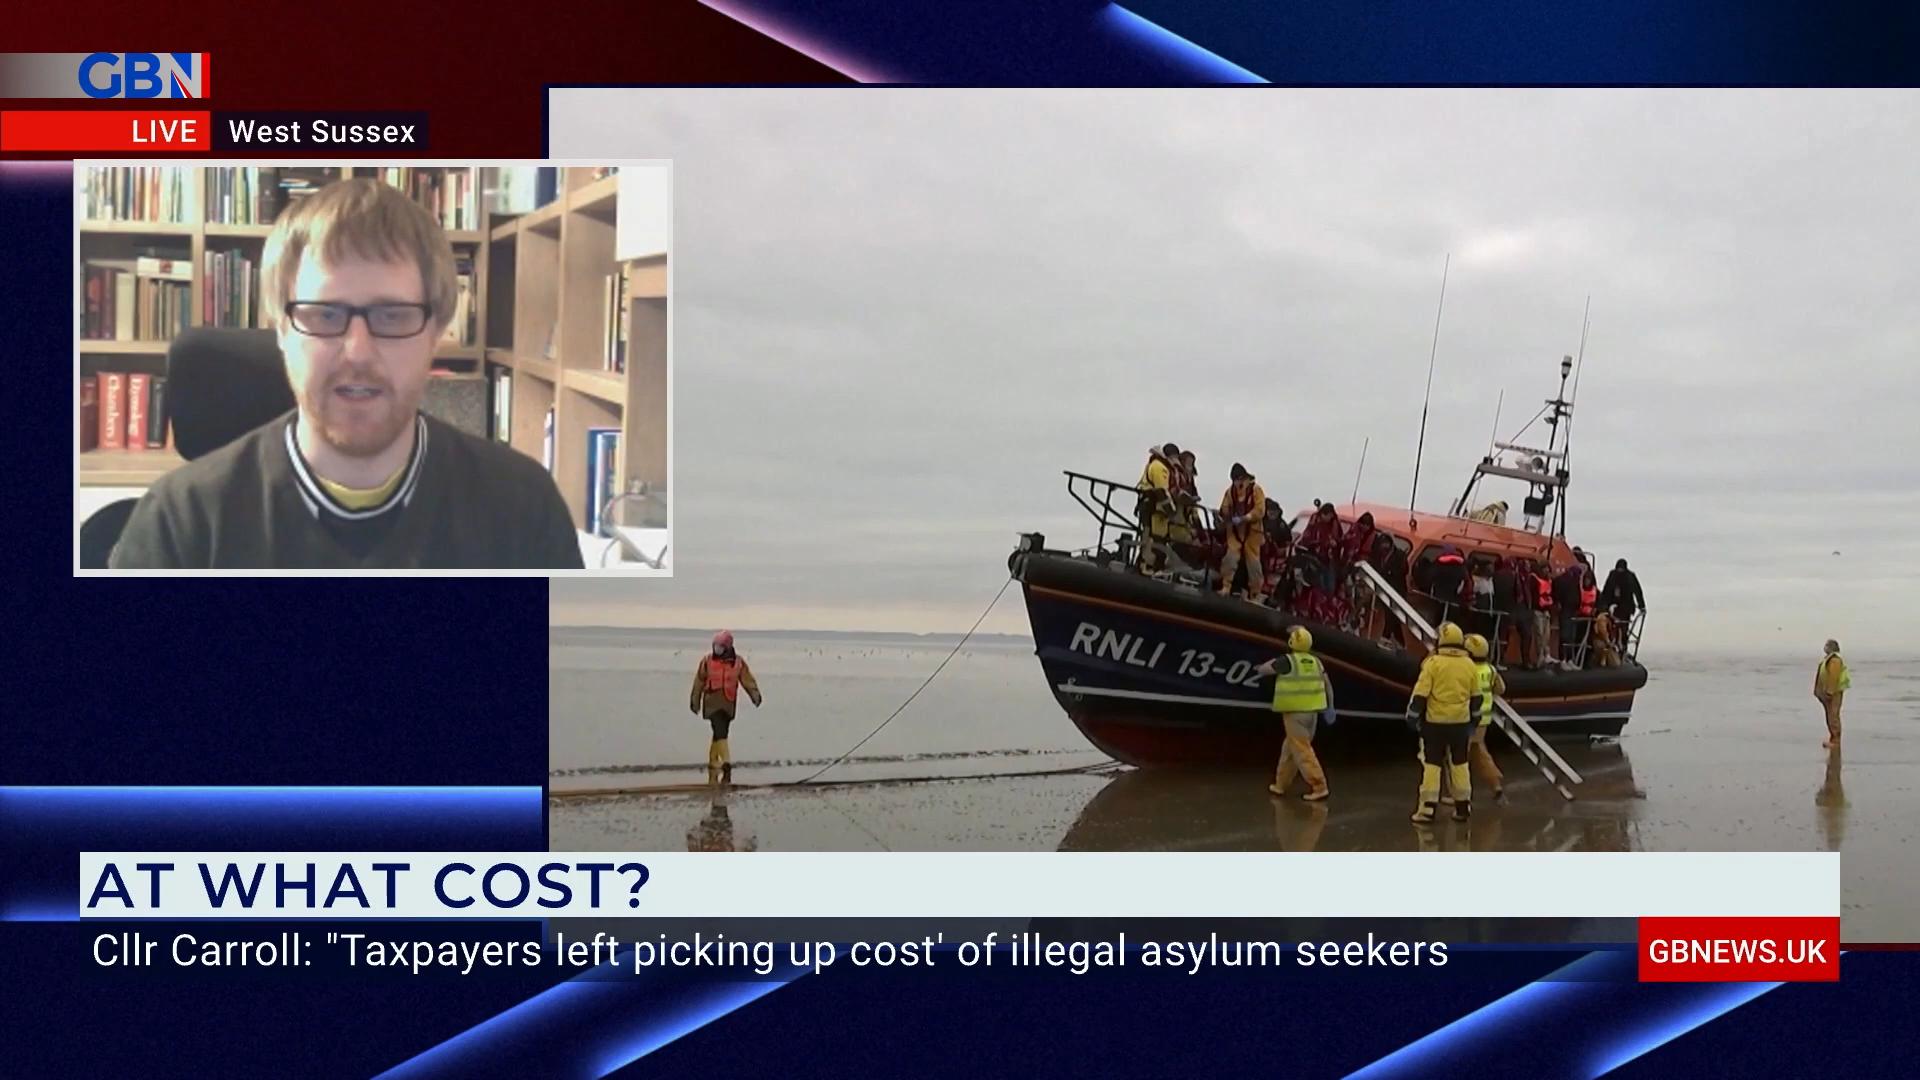 GBN
LIVE West Sussex
Chambers
RNLI 13-02
AT WHAT COST?
Cllr Carroll: "Taxpayers left picking up cost' of illegal asylum seekers
GBNEWS.UK